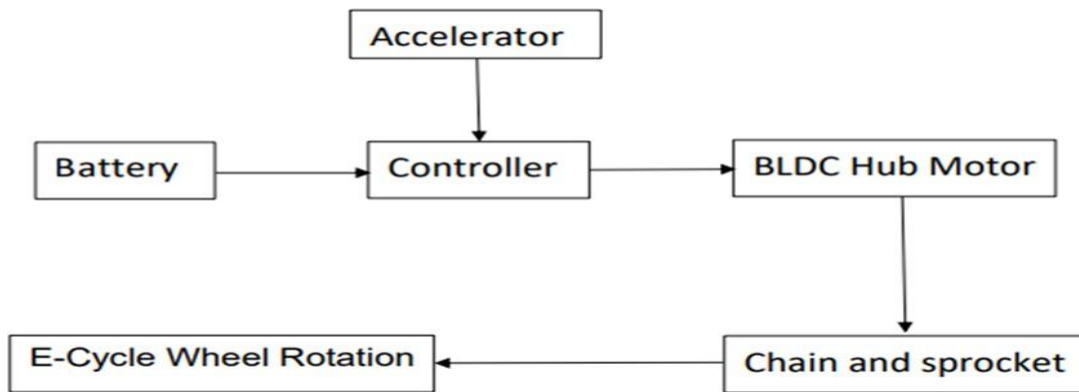 Accelerator
Battery
Controller
BLDC Hub Motor
E-Cycle Wheel Rotation
Chain and sprocket